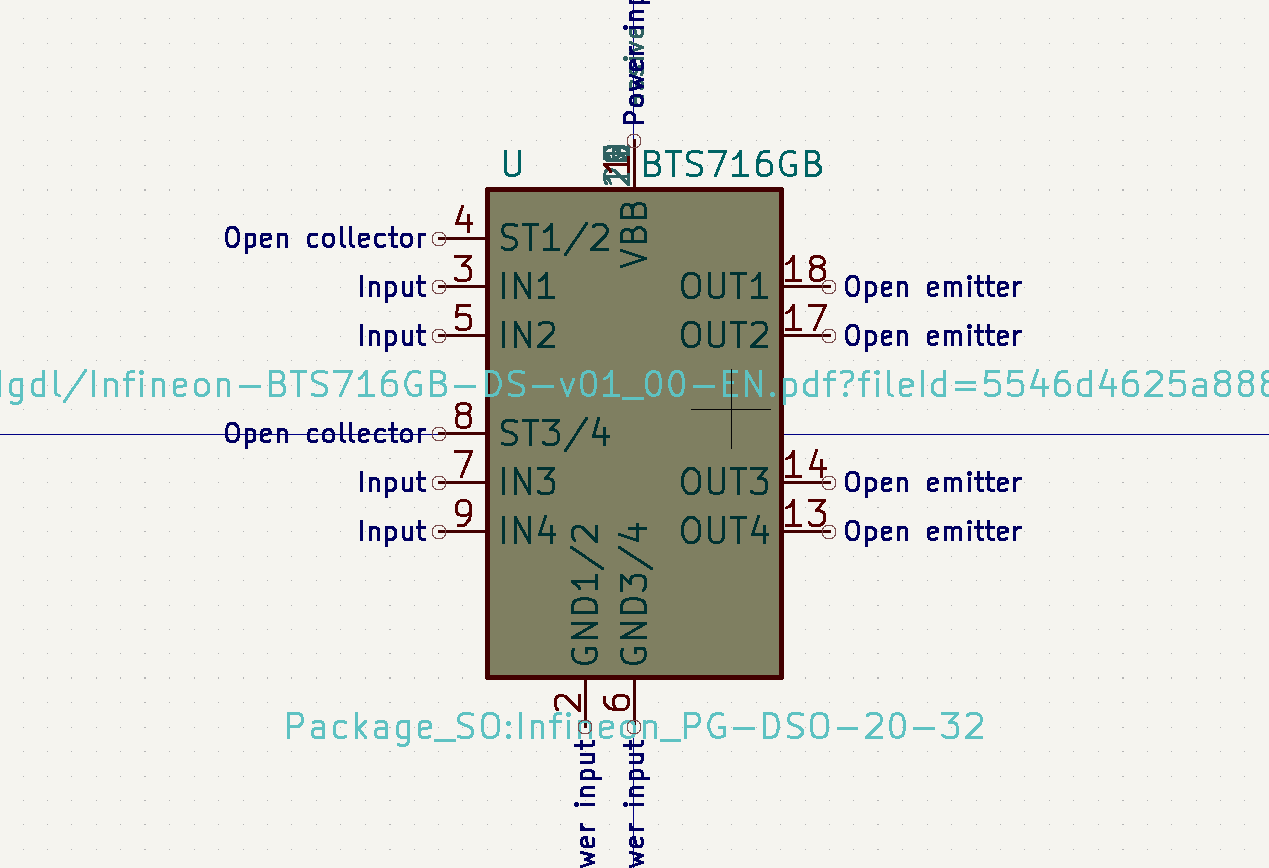 Power inp
U
BTS716GB
VBB
4
Open collector
ST1/2
3
Input
IN1
18
OUT1
Open emitter
5
Input
IN2
17
OUT2
Open emitter
lgdl/Infineon-BTS716GB-DS-v01_00-EN.pdf?fileId=5546d4625a888
8
Open collector
ST3/4
7
Input
IN3
14
OUT3
Open emitter
9
Input
IN4
13
OUT4
Open emitter
GND1/2
GND3/4
2
6
Package_SO:Infineon_PG-DSO-20-32
wer input
wer input